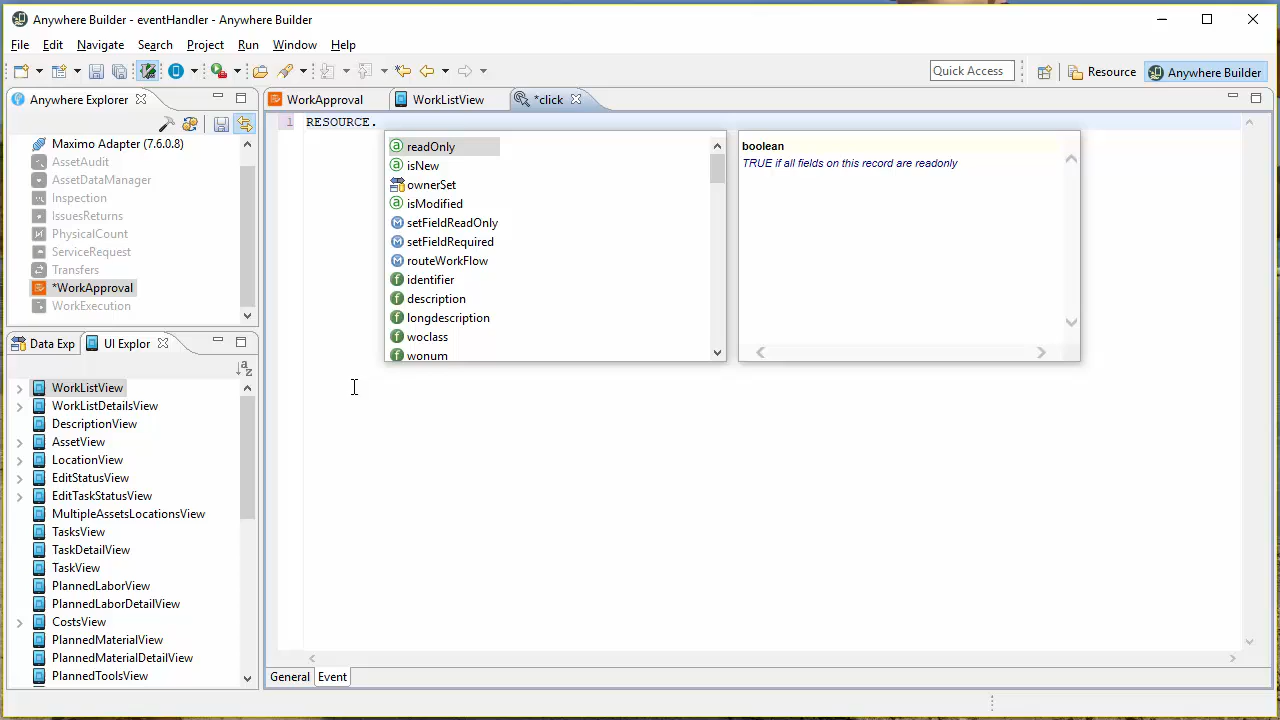 Anywhere Builder - eventHandler - Anywhere Builder
File Edit Navigate Search Project Run Window Help
Quick Access
Resource
Anywhere Builder
Anywhere Explorer
WorkApproval
WorkListView
*click
Maximo Adapter (7.6.0.8)
AssetAudit
AssetDataManager
Inspection
IssuesReturns
PhysicalCount
ServiceRequest
Transfers
*WorkApproval
WorkExecution
1 RESOURCE.
readOnly
isNew
ownerSet
isModified
setFieldReadOnly
setFieldRequired
routeWorkFlow
identifier
description
longdescription
woclass
wonum
boolean
TRUE if all fields on this record are readonly
Data Exp
UI Explor
WorkListView
WorkListDetailsView
DescriptionView
AssetView
LocationView
EditStatusView
EditTaskStatusView
MultipleAssetsLocationsView
TasksView
TaskDetailView
TaskView
PlannedLaborView
PlannedLaborDetailView
CostsView
PlannedMaterialView
PlannedMaterialDetailView
PlannedToolsView
General Event